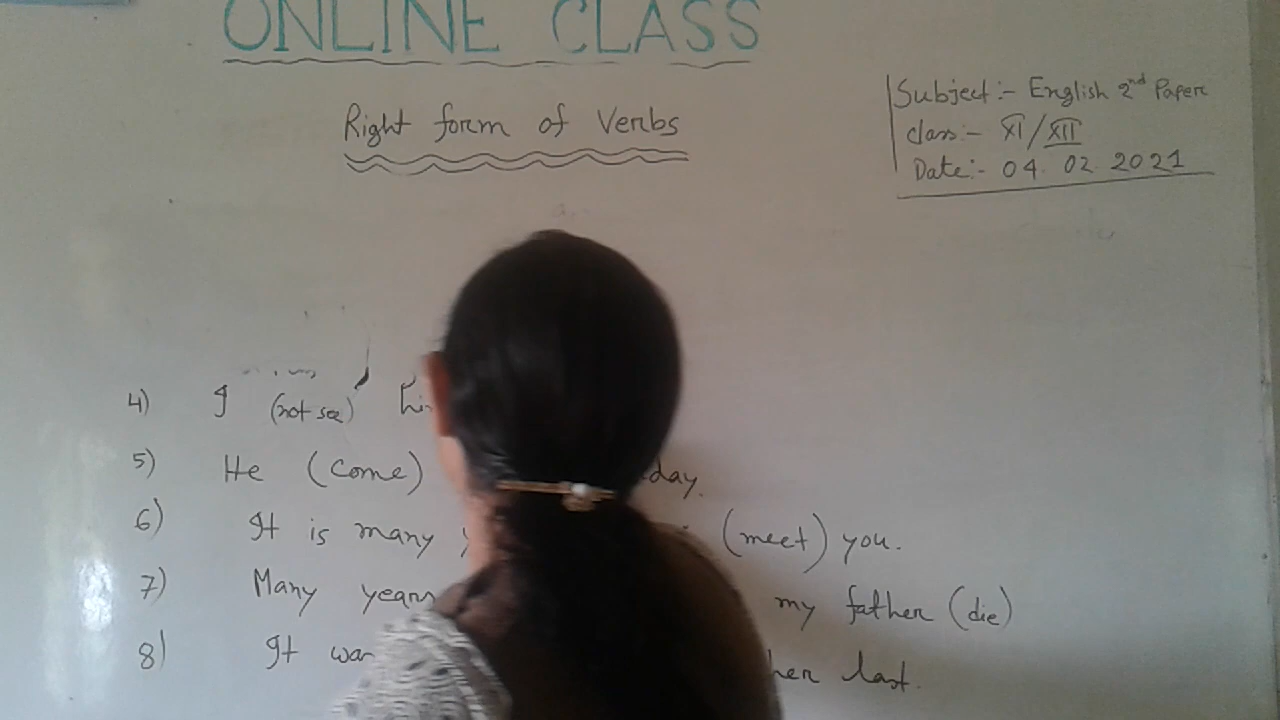 ONLINE CLASS
Right form of Verbs
Subject :- English 2nd Paper
class :- XI/XII
Date :- 04. 02. 2021
4) I (not see)
5) He (come) day.
6) It is many (meet) you.
7) Many years my father (die)
8) It was her last.